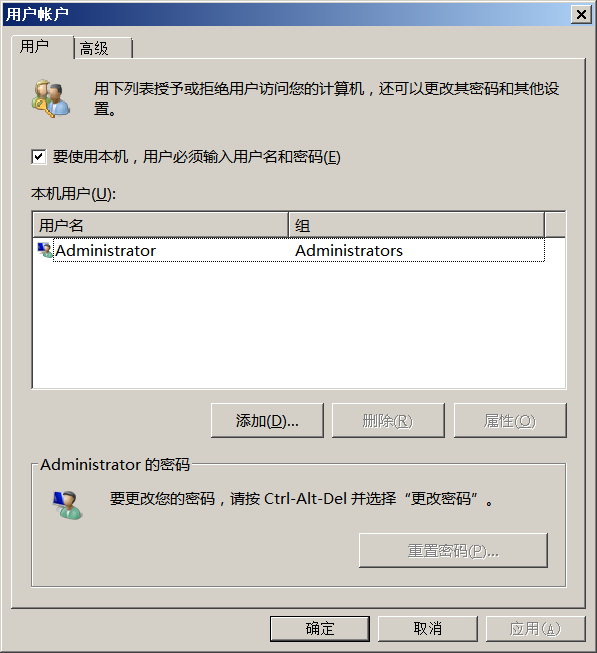 用户帐户
用户
高级
用下列表授予或拒绝用户访问您的计算机，还可以更改其密码和其他设
置。
要使用本机，用户必须输入用户名和密码(E)
本机用户(U):
用户名 组
Administrator Administrators
添加(D)... 删除(R) 属性(O)
Administrator 的密码
要更改您的密码，请按 Ctrl-Alt-Del 并选择“更改密码”。
重置密码(P)...
确定 取消 应用(A)